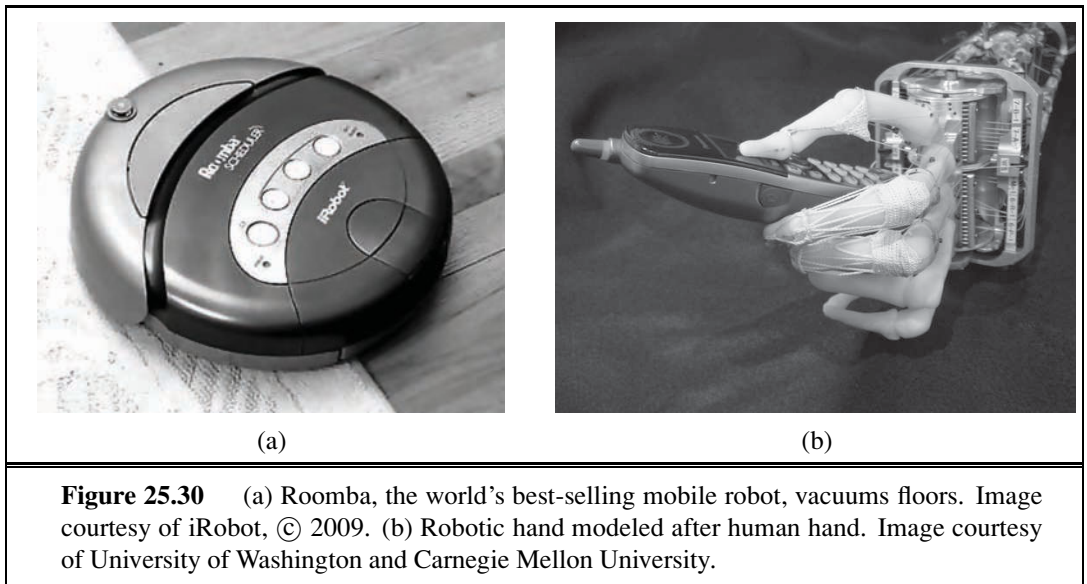 Roomba
SCHEDULER
iRobot
(a)
(b)
Figure 25.30 (a) Roomba, the world's best-selling mobile robot, vacuums floors. Image
courtesy of iRobot, © 2009. (b) Robotic hand modeled after human hand. Image courtesy
of University of Washington and Carnegie Mellon University.